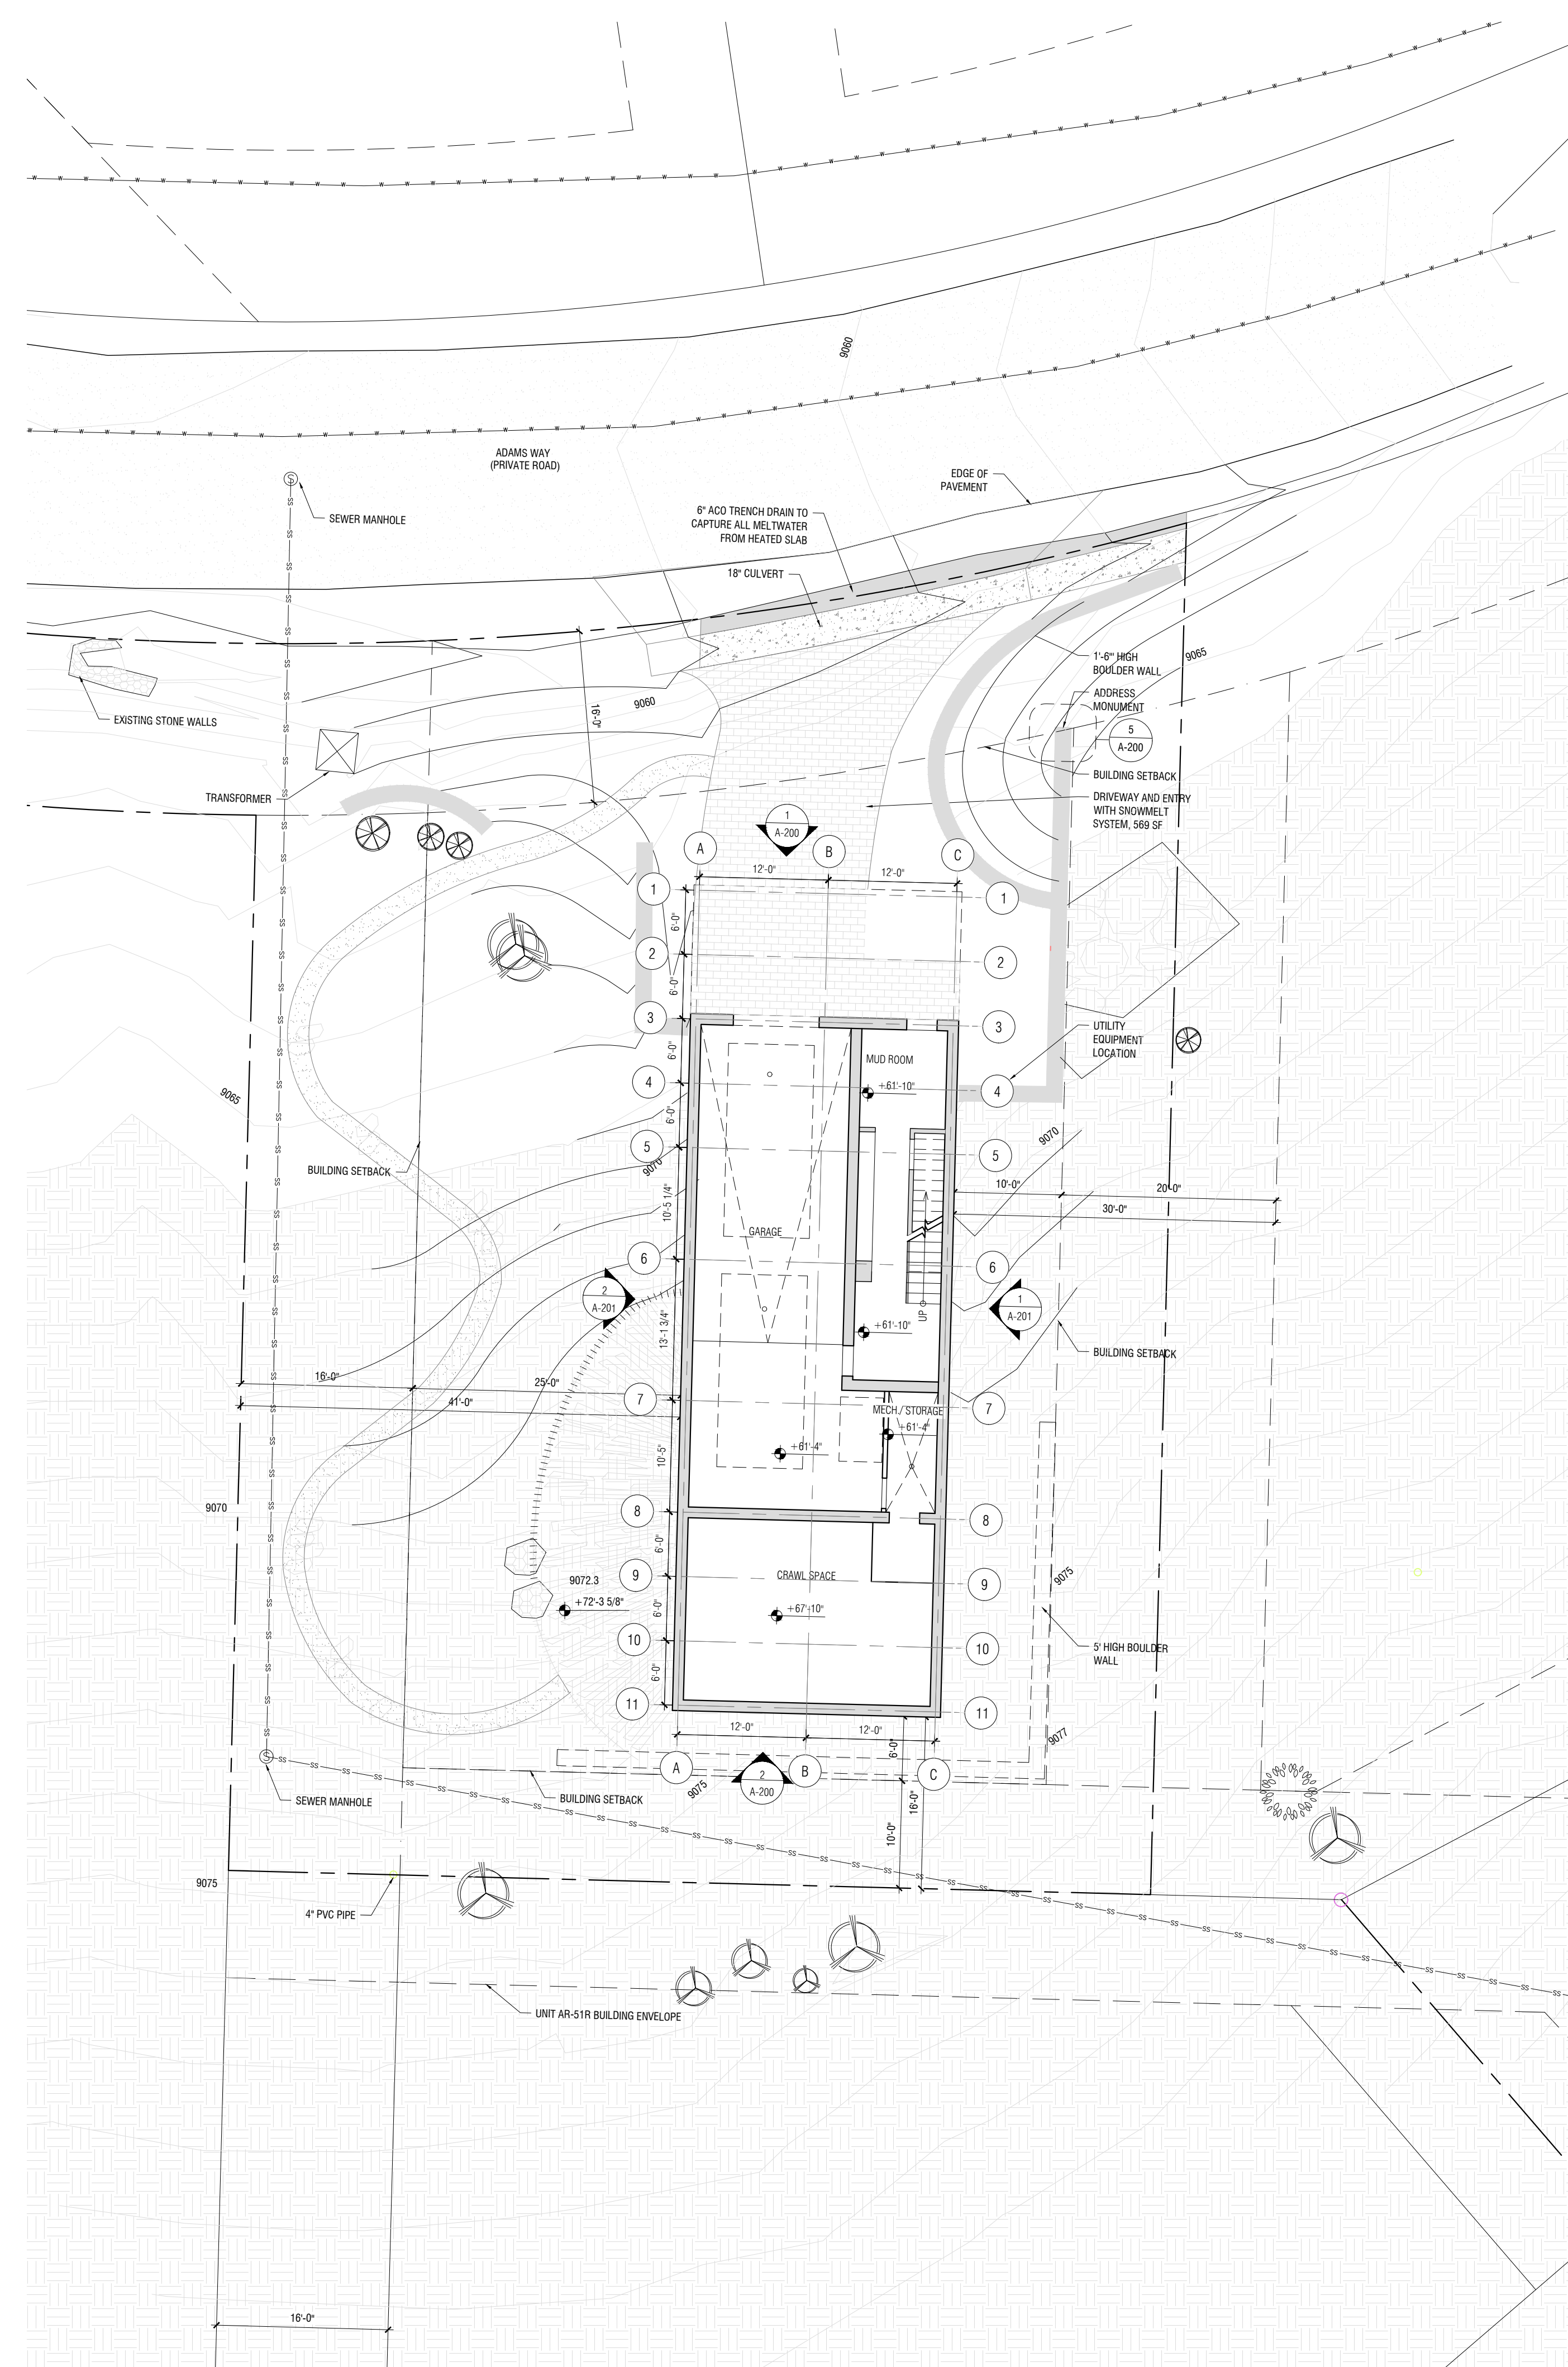 9060
ADAMS WAY
(PRIVATE ROAD)
EDGE OF
PAVEMENT
S
SEWER MANHOLE
6" ACO TRENCH DRAIN TO
CAPTURE ALL MELTWATER
FROM HEATED SLAB
18" CULVERT
1'-6"' HIGH
BOULDER WALL
9065
ADDRESS
MONUMENT
5
A-200
EXISTING STONE WALLS
9060
16'-0"
BUILDING SETBACK
TRANSFORMER
DRIVEWAY AND ENTRY
WITH SNOWMELT
SYSTEM, 569 SF
1
A-200
A
B
C
12'-0"
12'-0"
1
1
6'-0"
2
2
6'-0"
3
3
MUD ROOM
UTILITY
EQUIPMENT
LOCATION
6'-0"
4
+61'-10"
4
9065
6'-0"
5
5
9070
9070
BUILDING SETBACK
10'-0"
20'-0"
30'-0"
10'-5 1/4"
GARAGE
6
6
2
A-201
1
A-201
UP
13'-1 3/4"
+61'-10"
BUILDING SETBACK
16'-0"
25'-0"
41'-0"
7
7
MECH./ STORAGE
+61'-4"
+61'-4"
10'-5"
9070
8
8
6'-0"
9
CRAWL SPACE
9
9075
9072.3
+72'-3 5/8"
+67'-10"
6'-0"
10
10
5' HIGH BOULDER
WALL
6'-0"
11
11
12'-0"
12'-0"
6'-0"
9077
S
A
B
C
2
A-200
9075
BUILDING SETBACK
SEWER MANHOLE
16'-0"
10'-0"
9075
4" PVC PIPE
UNIT AR-51R BUILDING ENVELOPE
16'-0"